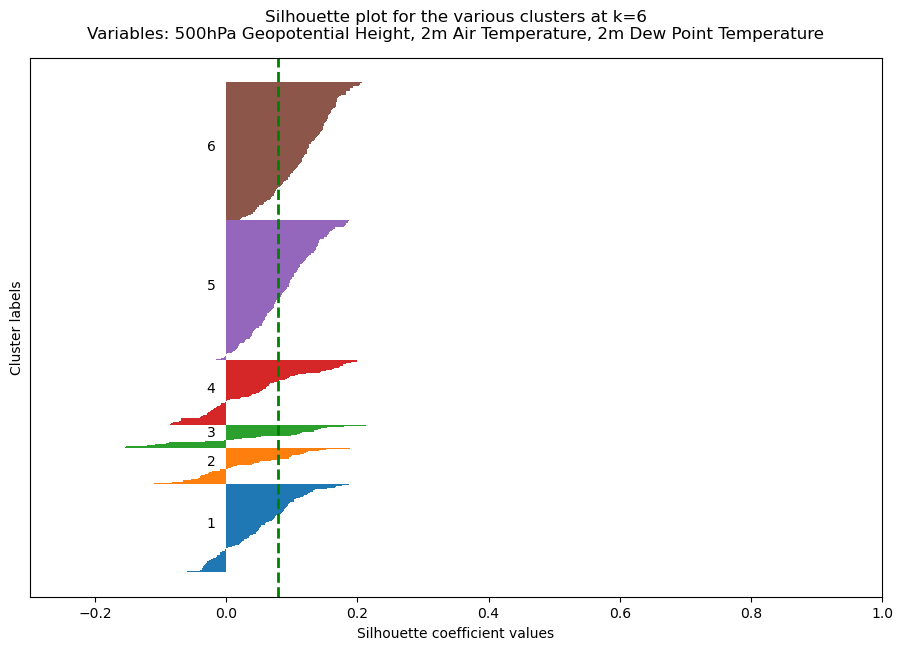 Silhouette plot for the various clusters at k=6
Variables: 500hPa Geopotential Height, 2m Air Temperature, 2m Dew Point Temperature
Cluster labels
6
5
4
3
2
1
−0.2 0.0 0.2 0.4 0.6 0.8 1.0
Silhouette coefficient values